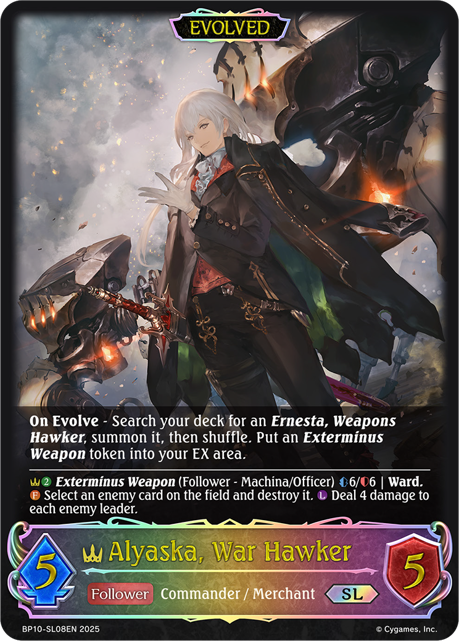 EVOLVED
On Evolve - Search your deck for an Ernesta, Weapons
Hawker, summon it, then shuffle. Put an Exterminus
Weapon token into your EX area.
2 Exterminus Weapon (Follower - Machina/Officer) 6/6 | Ward.
F Select an enemy card on the field and destroy it. L Deal 4 damage to
each enemy leader.
5 Alyaska, War Hawker 5
Follower Commander / Merchant SL
BP10-SL08EN 2025 © Cygames, Inc.